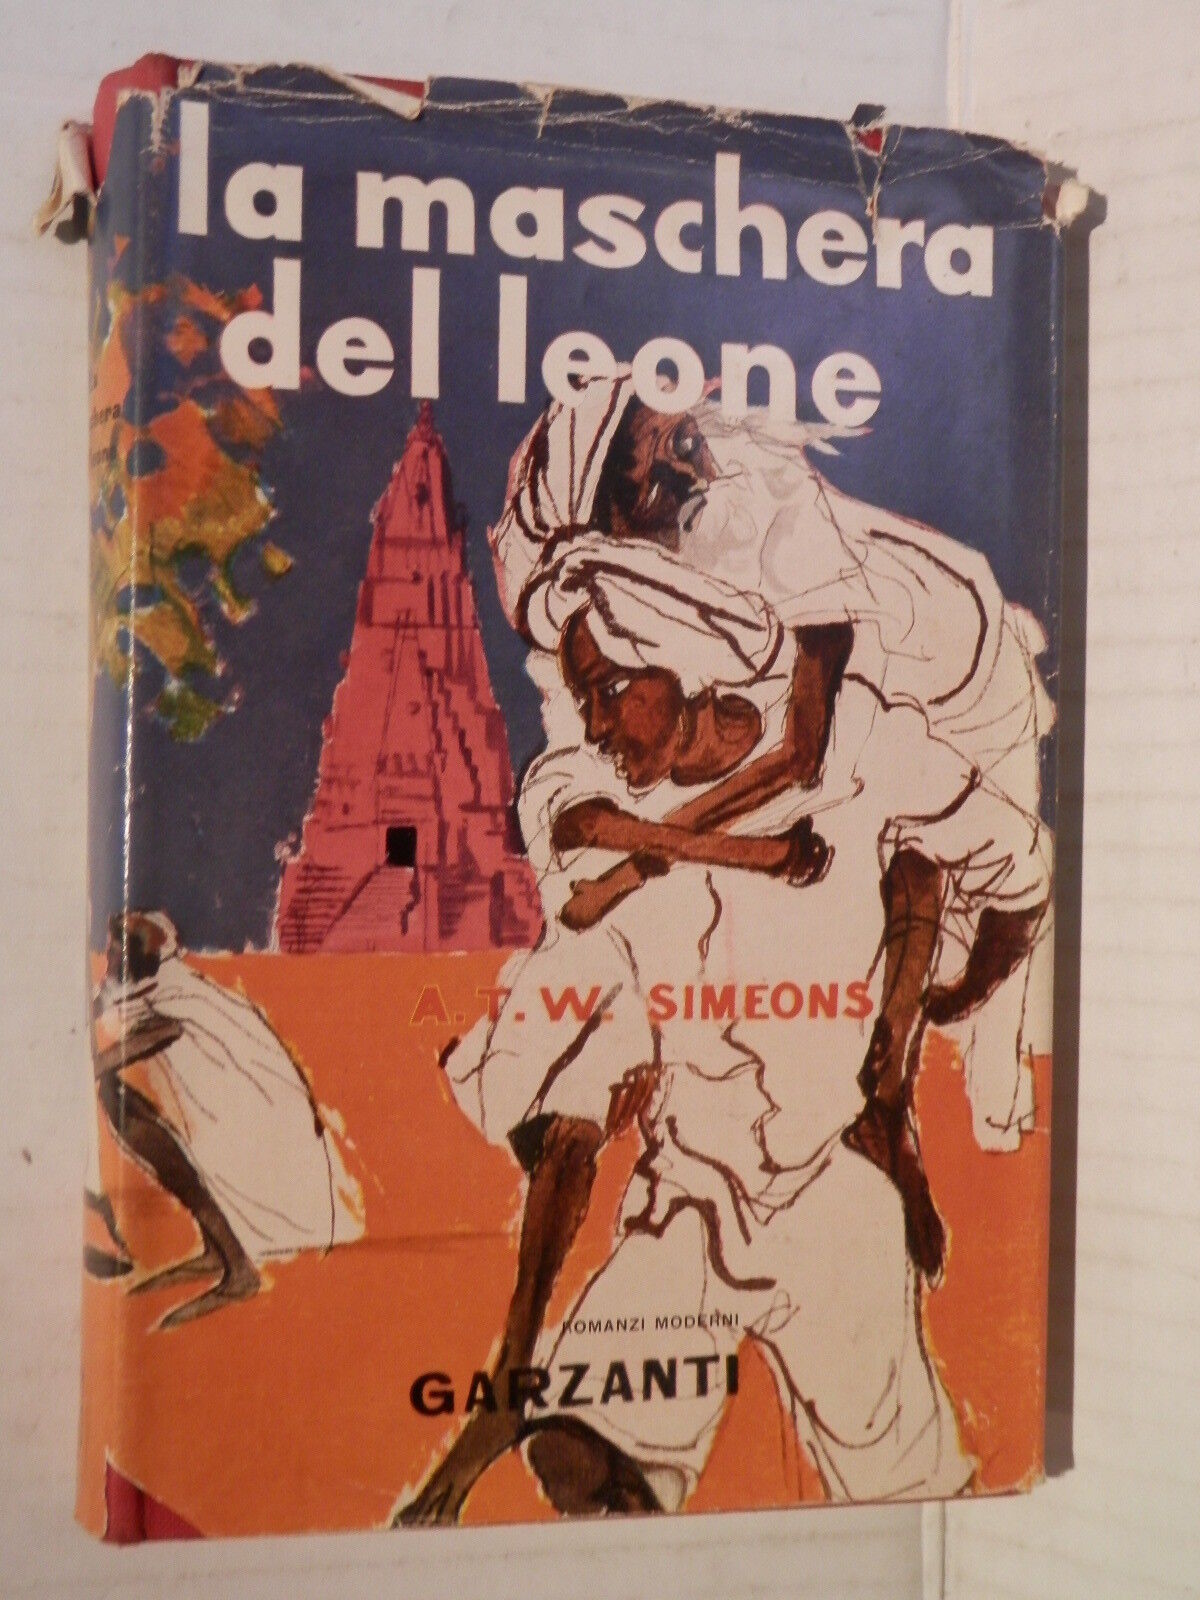 la maschera
del leone
A. T. W. SIMEONS
ROMANZI MODERNI
GARZANTI